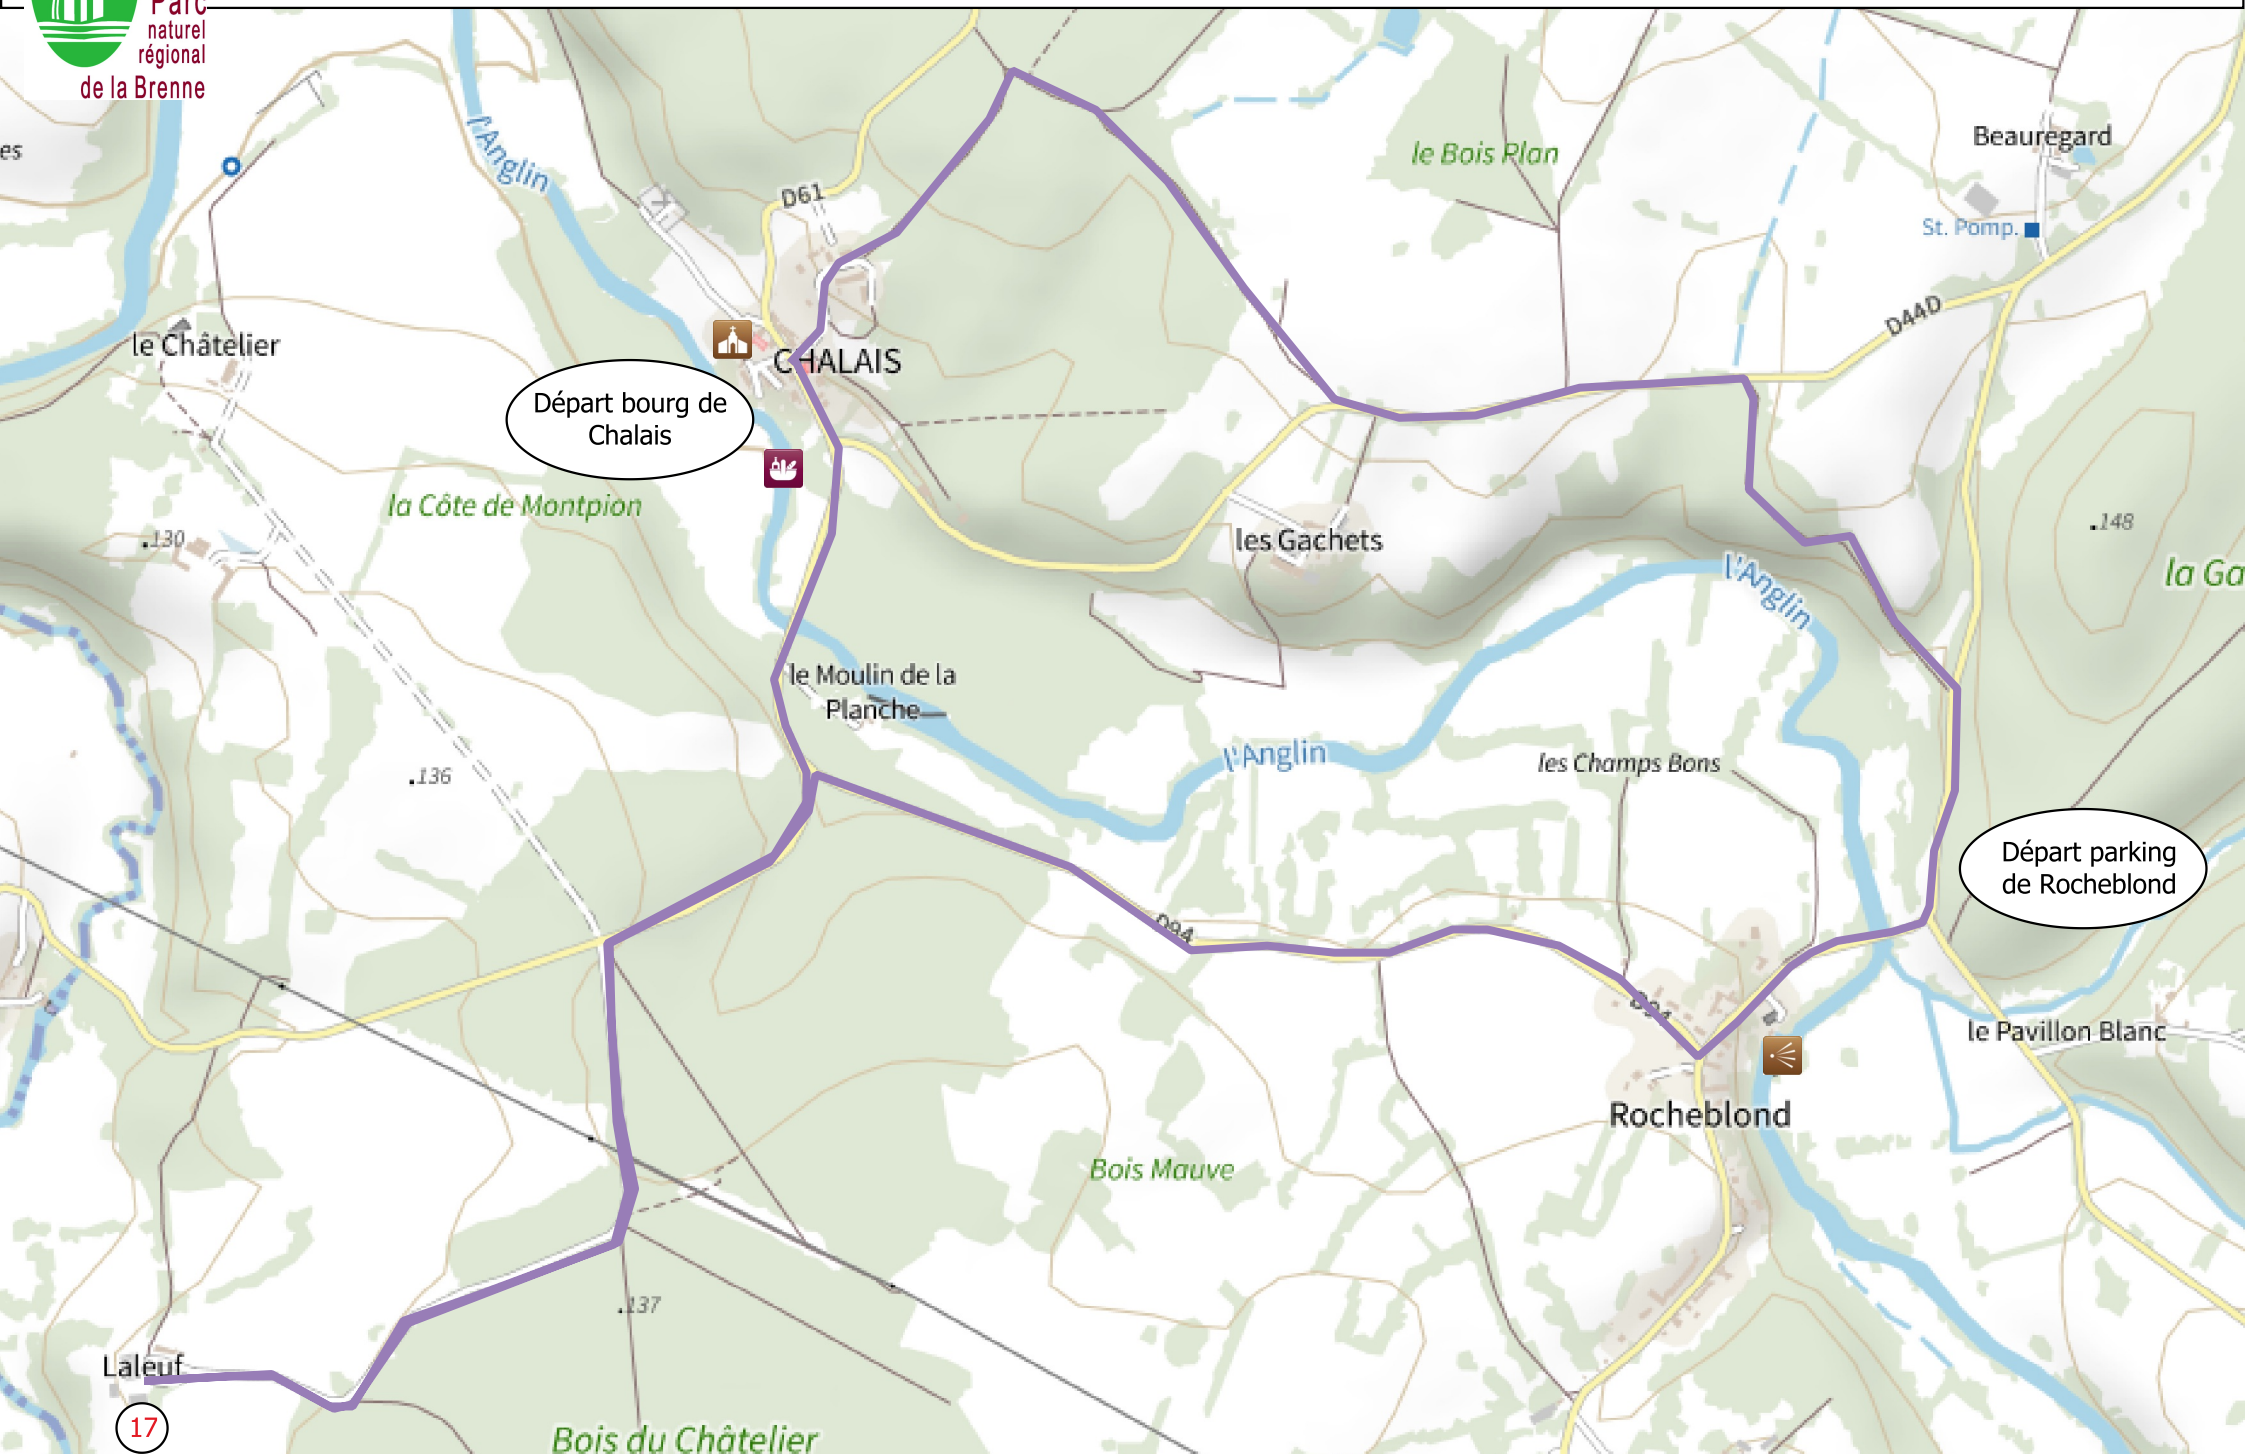 Parc
naturel
régional
de la Brenne
es
l'Anglin
D61
le Bois Plan
Beauregard
St. Pomp.
D44D
le Châtelier
CHALAIS
Départ bourg de
Chalais
la Côte de Montpion
.130
les Gachets
.148
la Ga
l'Anglin
le Moulin de la
Planche
l'Anglin
les Champs Bons
.136
Départ parking
de Rocheblond
D94
D94
le Pavillon Blanc
Rocheblond
Bois Mauve
.137
Laleuf
17
Bois du Châtelier